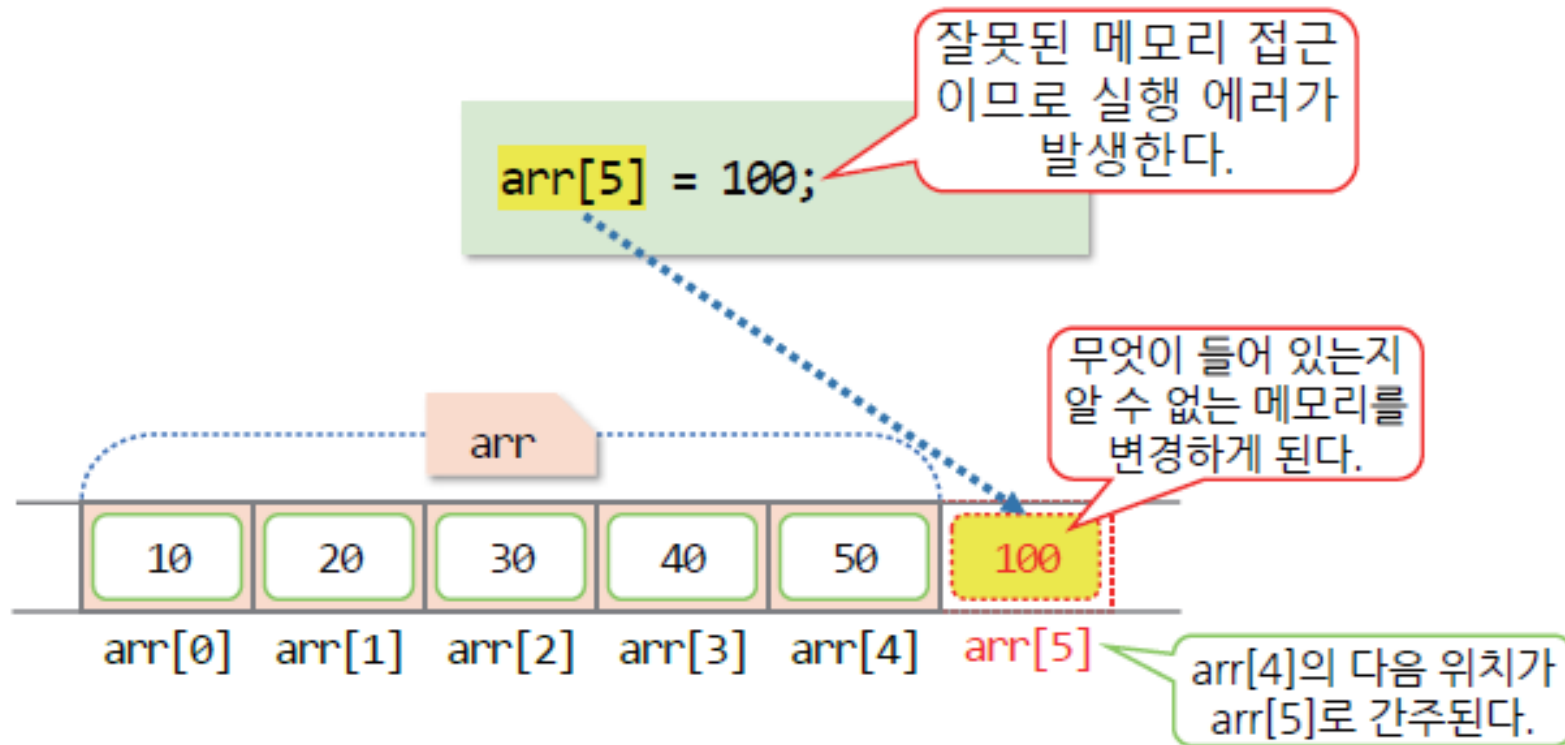 잘못된 메모리 접근
이므로 실행 에러가
발생한다.
arr[5] = 100;
무엇이 들어 있는지
알 수 없는 메모리를
변경하게 된다.
arr
10 20 30 40 50 100
arr[0] arr[1] arr[2] arr[3] arr[4] arr[5]
arr[4]의 다음 위치가
arr[5]로 간주된다.